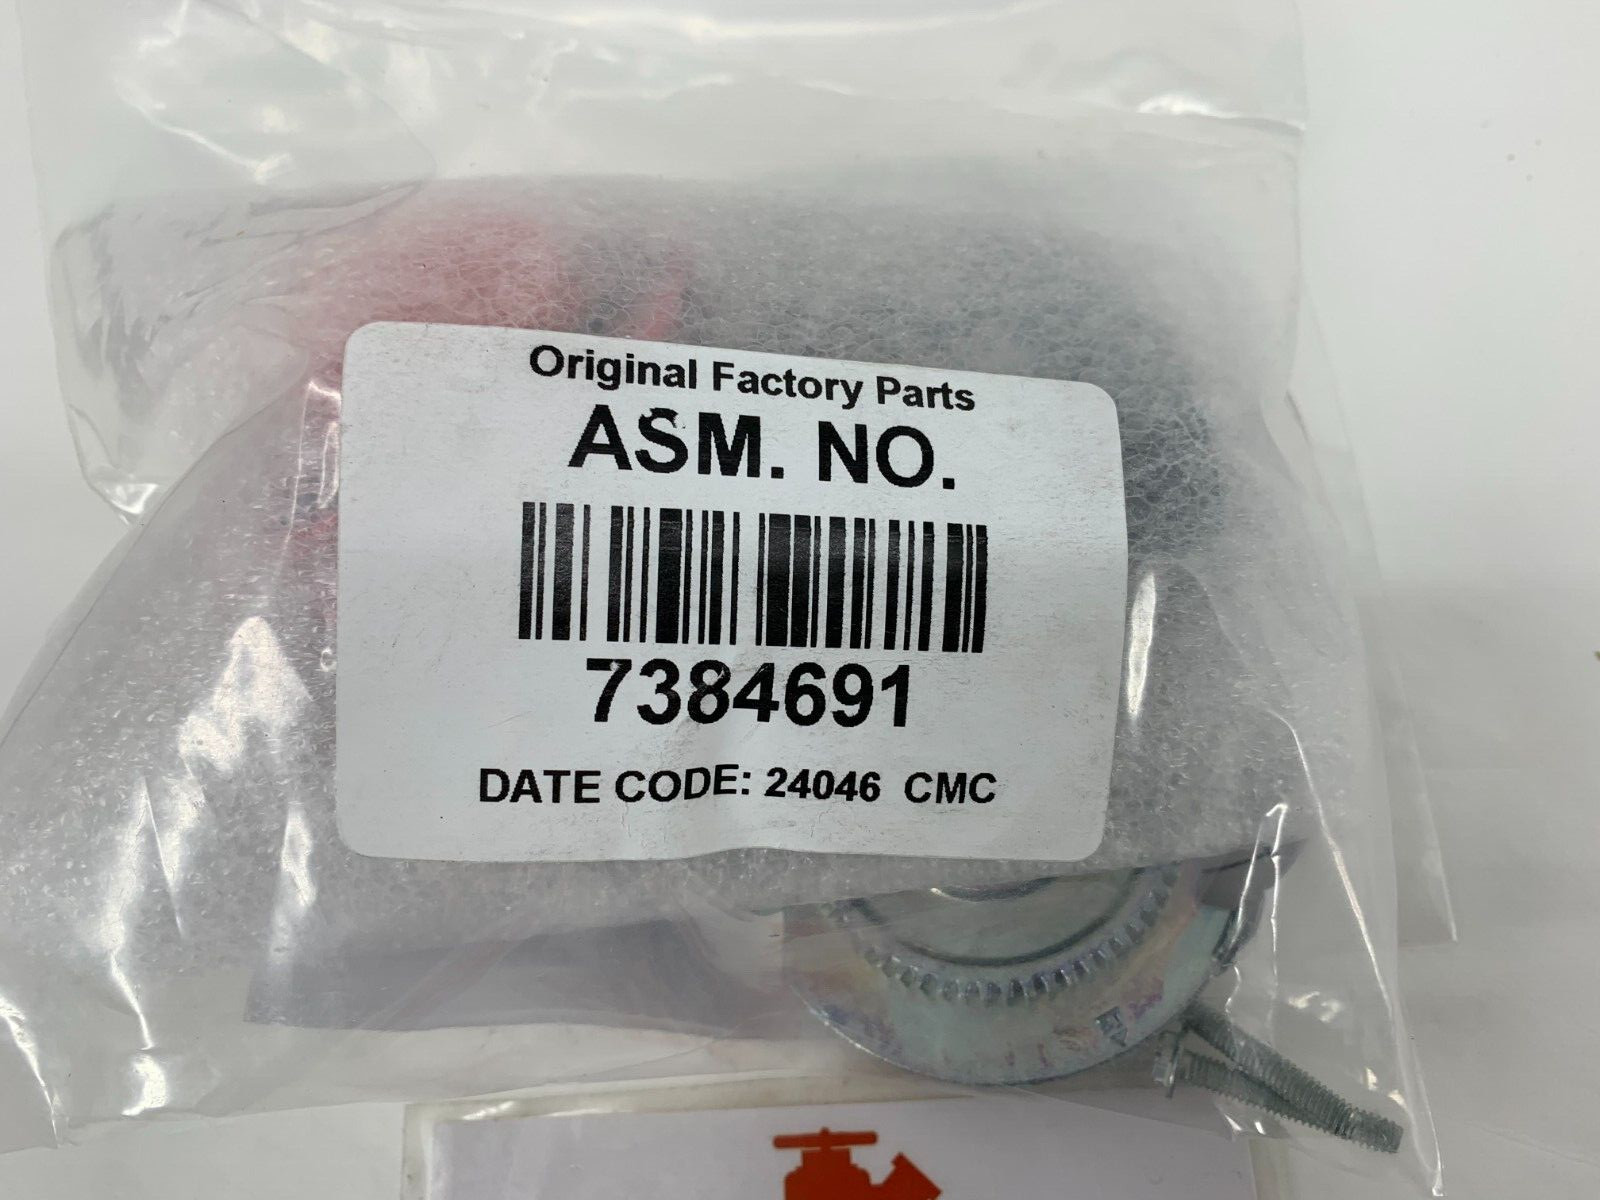 Original Factory Parts
ASM. NO.
7384691
DATE CODE: 24046 CMC